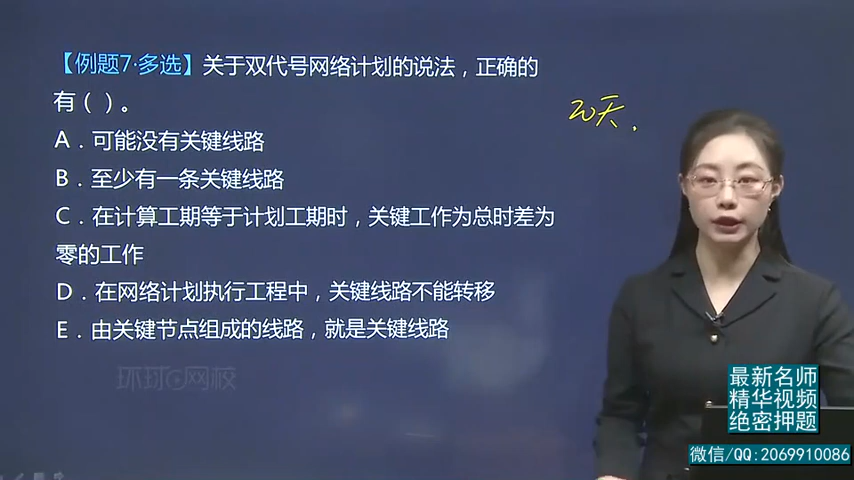 【例题7·多选】关于双代号网络计划的说法，正确的
有（ ）。
A．可能没有关键线路
B．至少有一条关键线路
C．在计算工期等于计划工期时，关键工作为总时差为
零的工作
D．在网络计划执行工程中，关键线路不能转移
E．由关键节点组成的线路，就是关键线路
20天.
环球网校
最新名师
精华视频
绝密押题
微信/QQ:2069910086